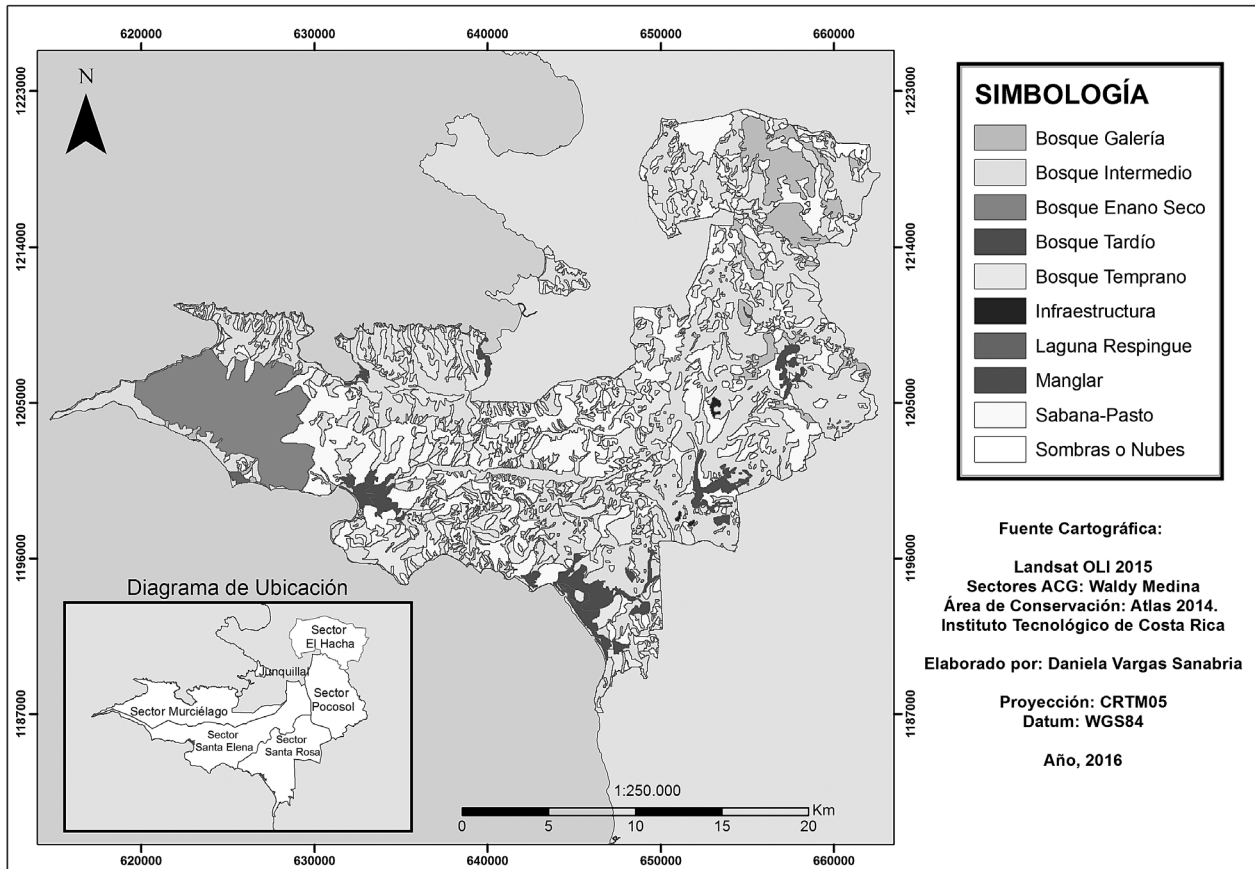 620000
630000
640000
650000
660000
1223000
1223000
N
1214000
1214000
1205000
1205000
1196000
1196000
1187000
1187000
SIMBOLOGÍA
Bosque Galería
Bosque Intermedio
Bosque Enano Seco
Bosque Tardío
Bosque Temprano
Infraestructura
Laguna Respingue
Manglar
Sabana-Pasto
Sombras o Nubes
Fuente Cartográfica:
Landsat OLI 2015
Sectores ACG: Waldy Medina
Área de Conservación: Atlas 2014.
Instituto Tecnológico de Costa Rica
Elaborado por: Daniela Vargas Sanabria
Proyección: CRTM05
Datum: WGS84
Año, 2016
Diagrama de Ubicación
Sector
El Hacha
Junquillal
Sector
Pocosol
Sector Murciélago
Sector
Santa Elena
Sector
Santa Rosa
1:250.000
Km
0
5
10
15
20
620000
630000
640000
650000
660000